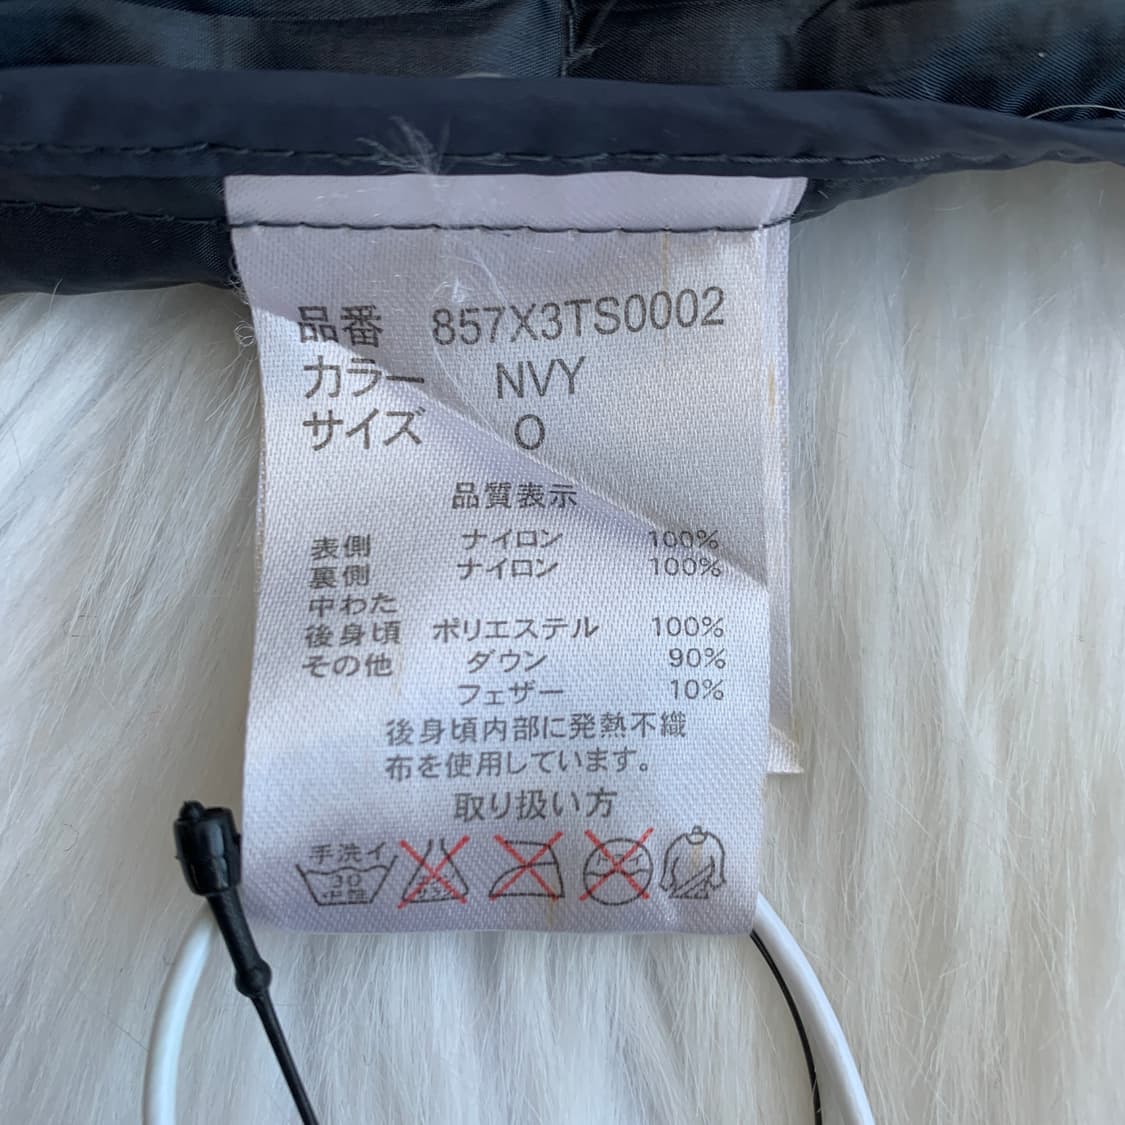 品番 857X3TS0002
カラー NVY
サイズ O
品質表示
表側 ナイロン 100%
裏側 ナイロン 100%
中わた
後身頃 ポリエステル 100%
その他 ダウン 90%
フェザー 10%
後身頃内部に発熱不織
布を使用しています。
取り扱い方
手洗イ
30
中性